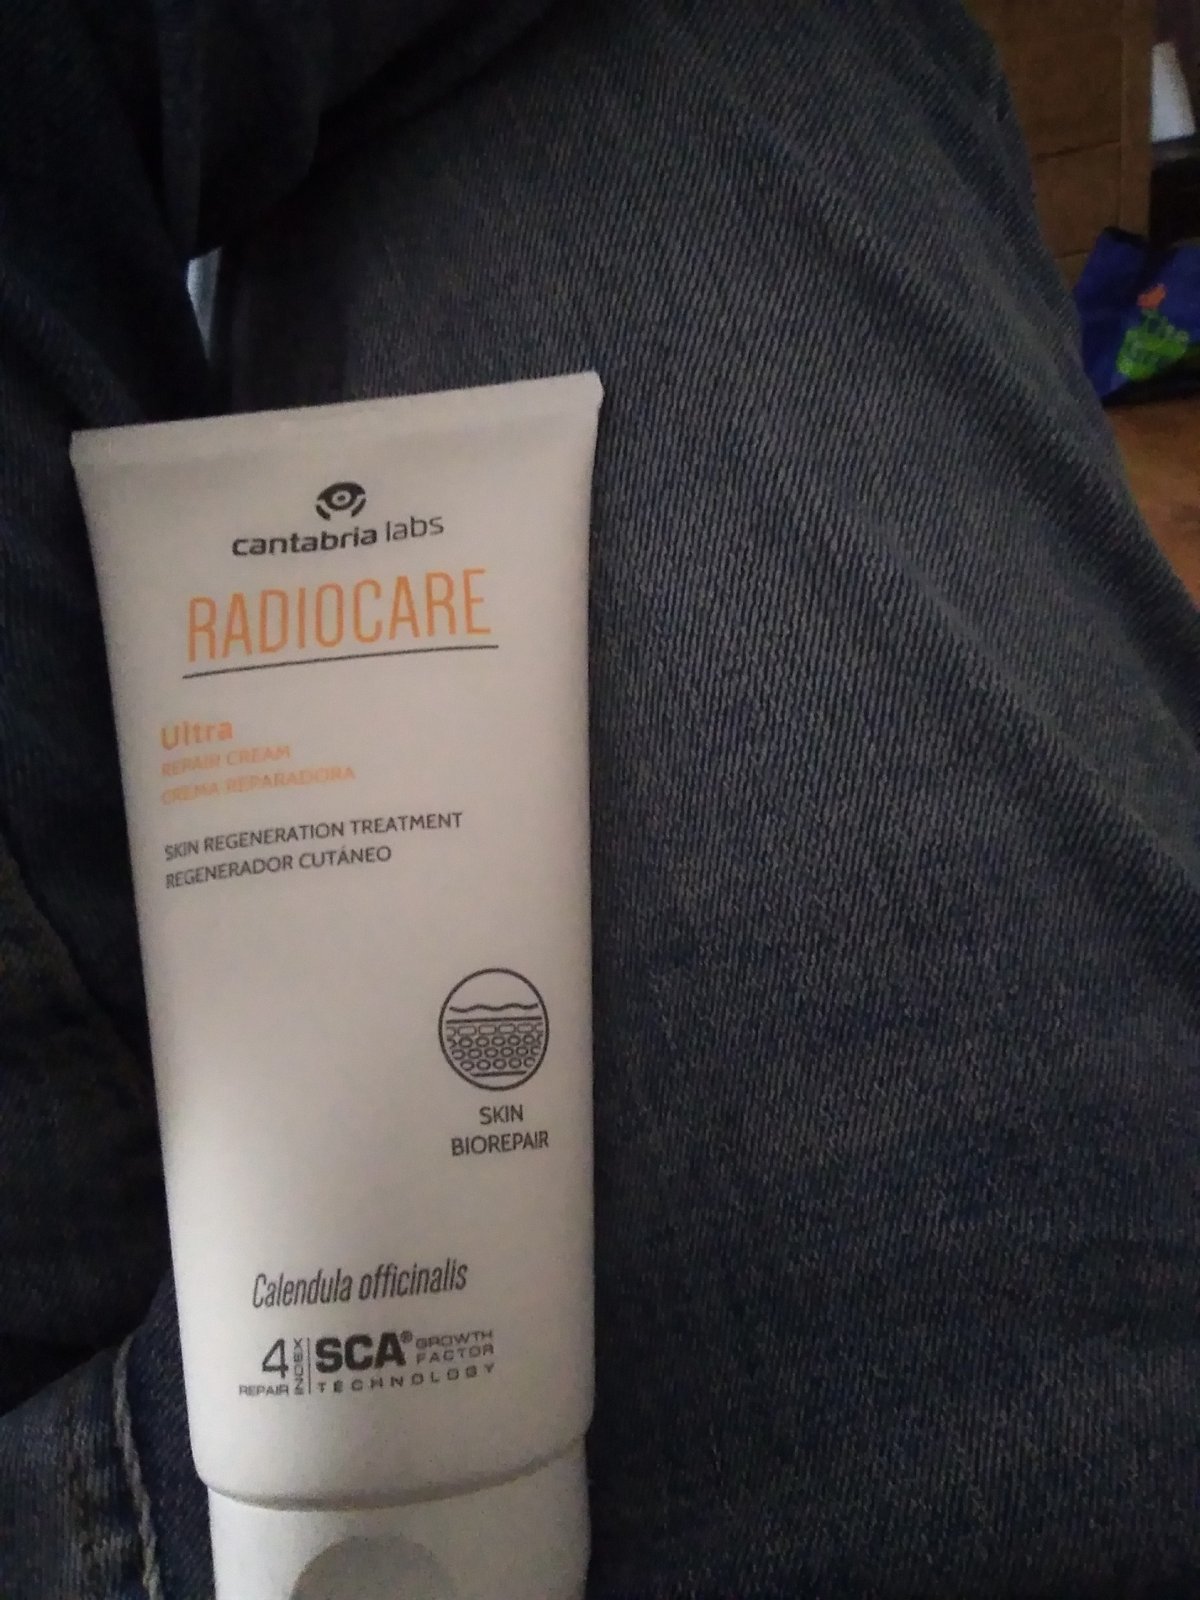 cantabria labs
RADIOCARE
Ultra
REPAIR CREAM
CREMA REPARADORA
SKIN REGENERATION TREATMENT
REGENERADOR CUTÁNEO
SKIN
BIOREPAIR
Calendula officinalis
4 REPAIR INDEX
SCA® GROWTH
FACTOR
TECHNOLOGY